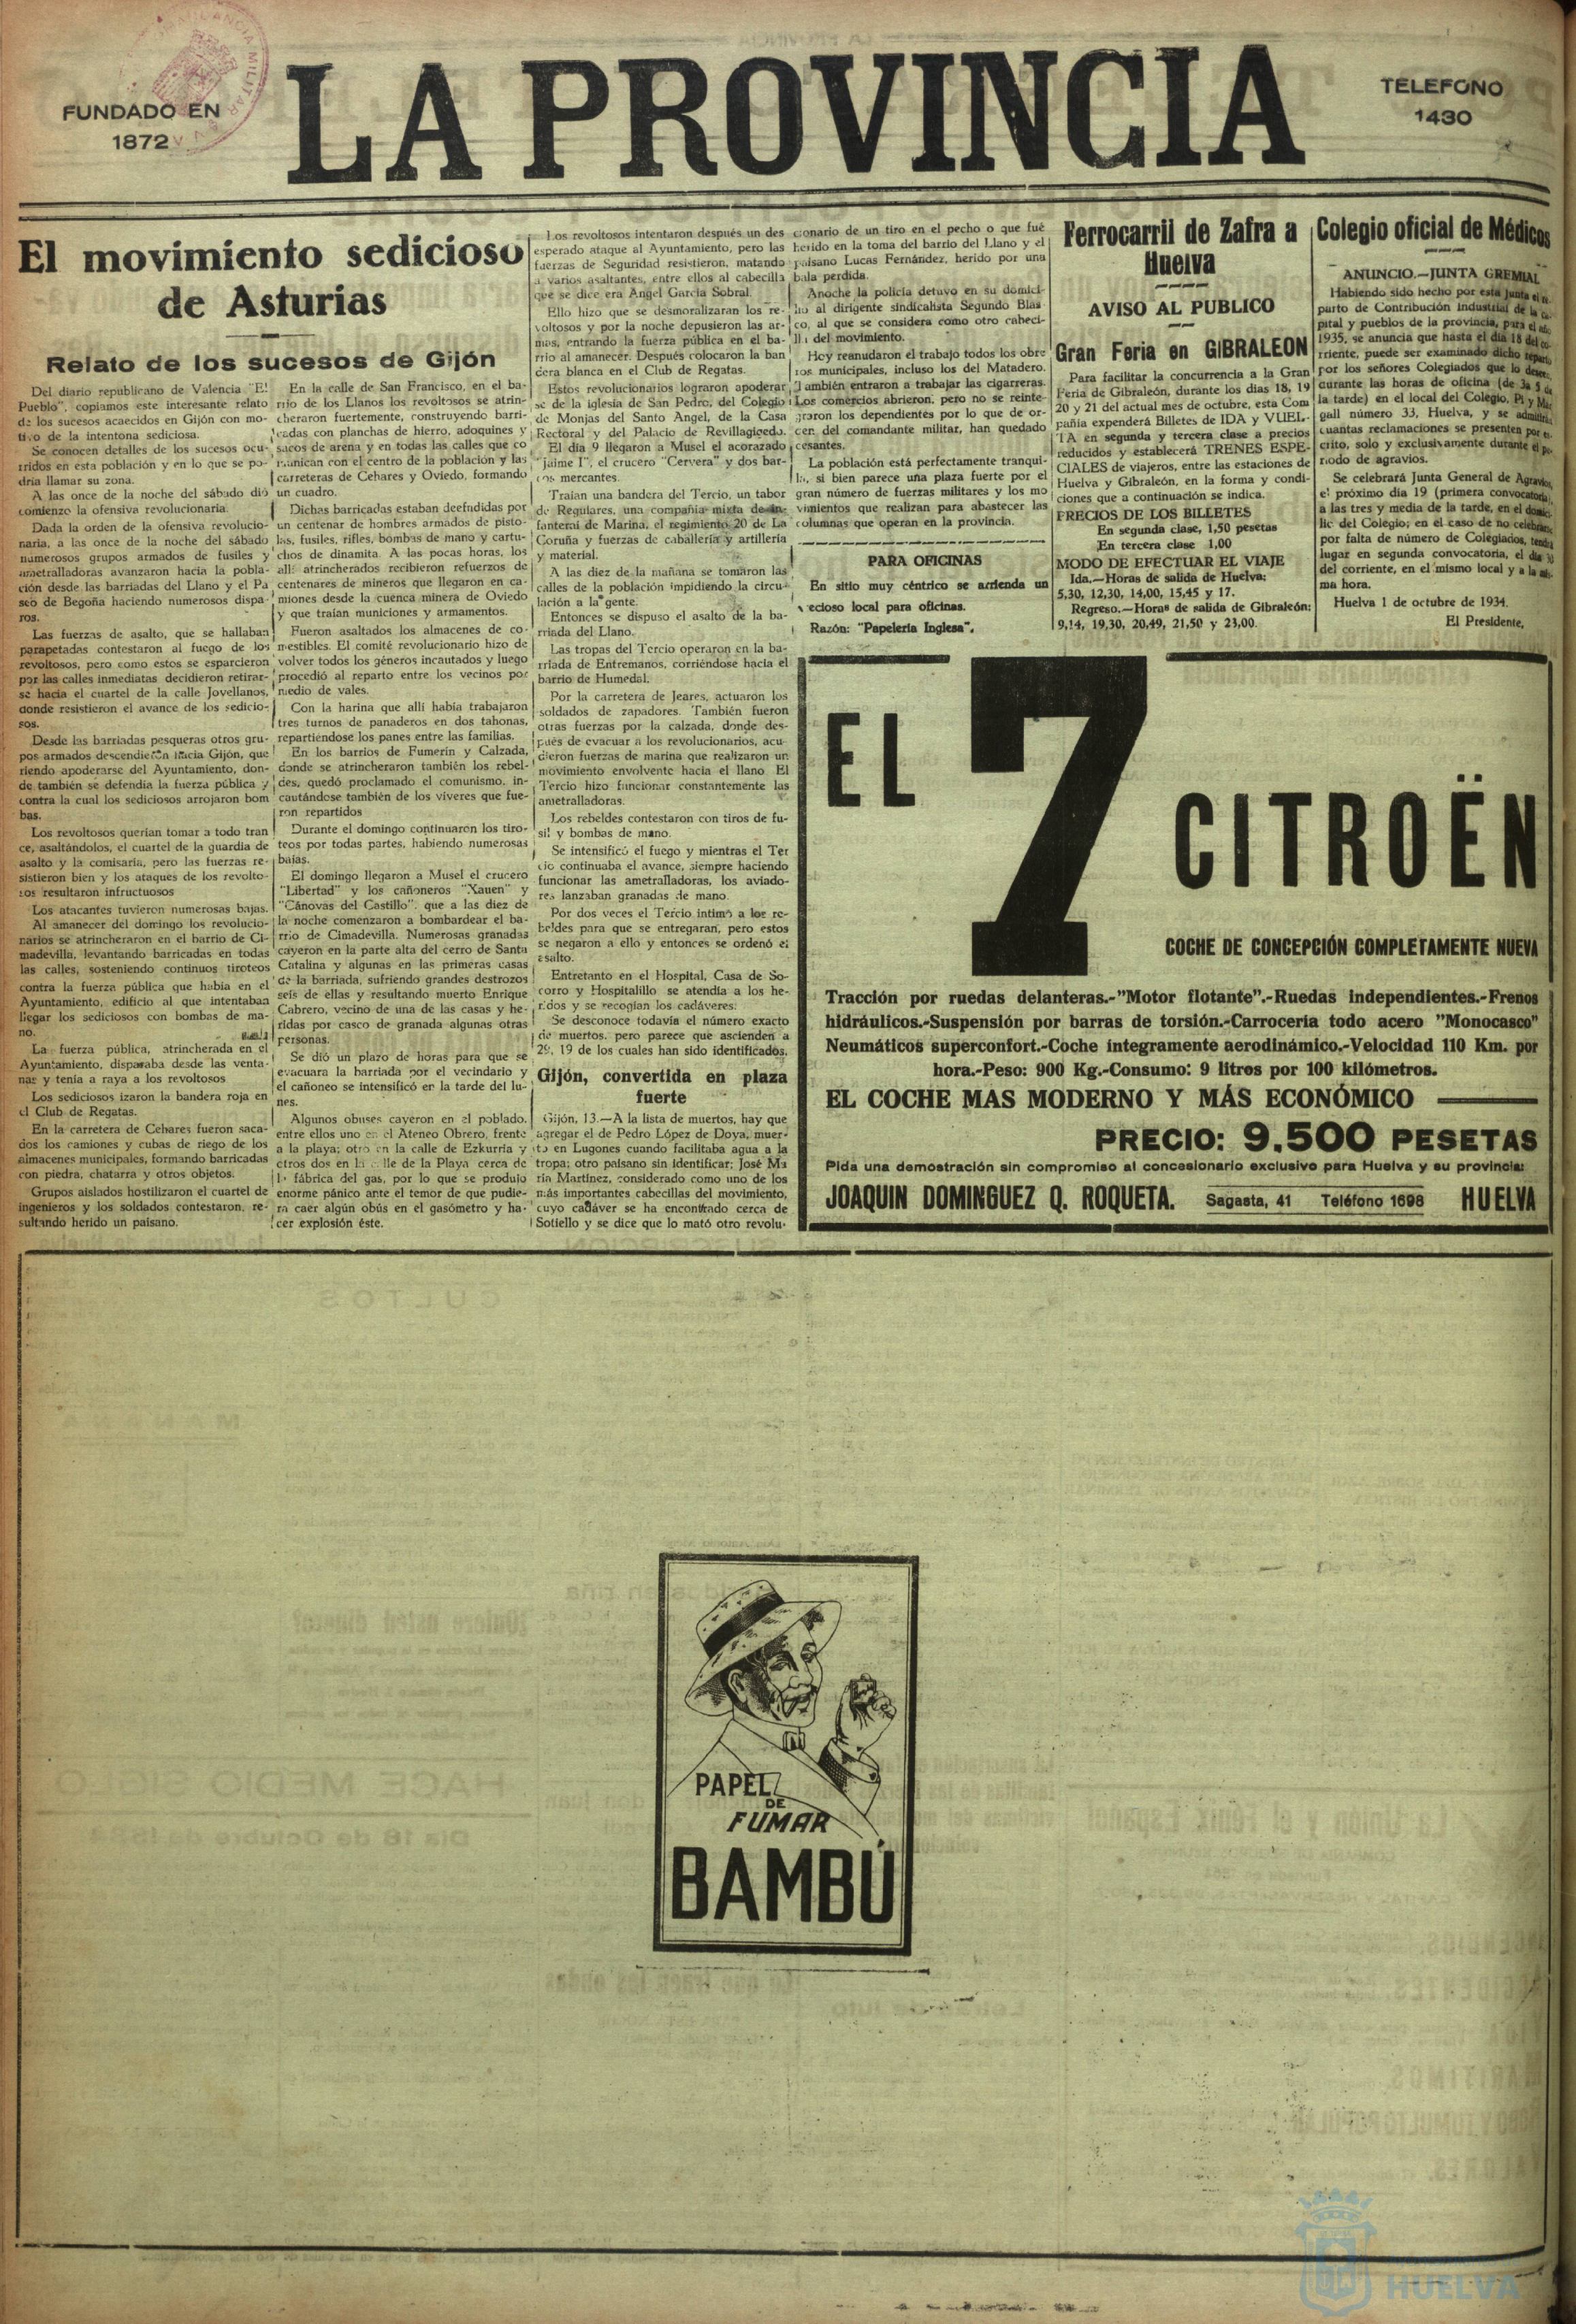 FUNDADO EN
1872
LA PROVINCIA
TELEFONO
1430
El movimiento sedicioso
de Asturias
Relato de los sucesos de Gijón
Del diario republicano de Valencia "El
Pueblo", copiamos este interesante relato
de los sucesos acaecidos en Gijón con mo-
tivo de la intentona sediciosa.
Se conocen detalles de los sucesos ocu-
rridos en esta población y en lo que se po-
dría llamar su zona.
A las once de la noche del sábado dió
comienzo la ofensiva revolucionaria.
Dada la orden de la ofensiva revolucio-
naria, a las once de la noche del sábado
numerosos grupos armados de fusiles y
ametralladoras avanzaron hacia la pobla-
ción desde las barriadas del Llano y el Pa
seo de Begoña haciendo numerosos dispa-
ros.
Las fuerzas de asalto, que se hallaban
parapetadas contestaron al fuego de los
revoltosos, pero como estos se esparcieron
por las calles inmediatas decidieron retirar-
se hacia el cuartel de la calle Jovellanos,
donde resistieron el avance de los sedicio-
sos.
Desde las barriadas pesqueras otros gru-
pos armados descendieron hacia Gijón, que
riendo apoderarse del Ayuntamiento, don-
de también se defendía la fuerza pública y
contra la cual los sediciosos arrojaron bom
bas.
Los revoltosos querían tomar a todo tran
ce, asaltándolos, el cuartel de la guardia de
asalto y la comisaría, pero las fuerzas re-
sistieron bien y los ataques de los revolto-
sos resultaron infructuosos
Los atacantes tuvieron numerosas bajas.
Al amanecer del domingo los revolucio-
narios se atrincheraron en el barrio de Ci-
madevilla, levantando barricadas en todas
las calles, sosteniendo continuos tiroteos
contra la fuerza pública que había en el
Ayuntamiento, edificio al que intentaban
llegar los sediciosos con bombas de ma-
no.
La fuerza pública, atrincherada en el
Ayuntamiento, disparaba desde las venta-
nas y tenía a raya a los revoltosos
Los sediciosos izaron la bandera roja en
el Club de Regatas.
En la carretera de Cehares fueron saca-
dos los camiones y cubas de riego de los
almacenes municipales, formando barricadas
con piedra, chatarra y otros objetos.
Grupos aislados hostilizaron el cuartel de
ingenieros y los soldados contestaron, re-
sultando herido un paisano.
En la calle de San Francisco, en el ba-
rrio de los Llanos los revoltosos se atrin-
cheraron fuertemente, construyendo barri-
cadas con planchas de hierro, adoquines y
sacos de arena y en todas las calles que co
munican con el centro de la poblacion y las
carreteras de Cehares y Oviedo, formando
un cuadro.
Dichas barricadas estaban deefndidas por
un centenar de hombres armados de pisto-
las, fusiles, rifles, bombas de mano y cartu-
chos de dinamita. A las pocas horas, los
allí atrincherados recibieron refuerzos de
centenares de mineros que llegaron en ca-
miones desde la cuenca minera de Oviedo
y que traían municiones y armamentos.
Fueron asaltados los almacenes de co-
mestibles. El comité revolucionario hizo de
volver todos los géneros incautados y luego
procedió al reparto entre los vecinos por
medio de vales.
Con la harina que allí había trabajaron
tres turnos de panaderos en dos tahonas,
repartiéndose los panes entre las familias.
En los barrios de Fumerín y Calzada,
donde se atrincheraron también los rebel-
des, quedó proclamado el comunismo, in-
cautándose también de los víveres que fue-
ron repartidos
Durante el domingo continuaron los tiro-
teos por todas partes, habiendo numerosas
bajas.
El domingo llegaron a Musel el crucero
"Libertad" y los cañoneros "Xauen" y
"Cánovas del Castillo", que a las diez de
la noche comenzaron a bombardear el ba-
rrio de Cimadevilla. Numerosas granadas
cayeron en la parte alta del cerro de Santa
Catalina y algunas en las primeras casas
de la barriada, sufriendo grandes destrozos
seis de ellas y resultando muerto Enrique
Cabrero, vecino de una de las casas y he-
ridas por casco de granada algunas otras
personas.
Se dió un plazo de horas para que se
evacuara la barriada por el vecindario y
el cañoneo se intensificó en la tarde del lu-
nes.
Algunos obuses cayeron en el poblado,
entre ellos uno en el Ateneo Obrero, frente
a la playa; otro en la calle de Ezkurria y
otros dos en la calle de la Playa cerca de
la fábrica del gas, por lo que se produjo
enorme pánico ante el temor de que pudie-
ra caer algún obús en el gasómetro y ha-
cer explosión éste.
Los revoltosos intentaron después un des
esperado ataque al Ayuntamiento, pero las
fuerzas de Seguridad resistieron, matando
a varios asaltantes, entre ellos al cabecilla
que se dice era Angel García Sobral.
Ello hizo que se desmoralizaran los re-
voltosos y por la noche depusieron las ar-
mas, entrando la fuerza pública en el ba-
rrio al amanecer. Después colocaron la ban
dera blanca en el Club de Regatas.
Estos revolucionarios lograron apoderar
se de la iglesia de San Pedro, del Colegio
de Monjas del Santo Angel, de la Casa
Rectoral y del Palacio de Revillagigedo.
El día 9 llegaron a Musel el acorazado
"jaime I", el crucero "Cervera" y dos bar-
cos mercantes.
Traían una bandera del Tercio, un tabor
de Regulares, una compañía mixta de in-
fanterai de Marina, el regimiento 20 de La
Coruña y fuerzas de caballería y artillería
y material.
A las diez de la mañana se tomaron las
calles de la población impidiendo la circu-
lación a la gente.
Entonces se dispuso el asalto de la ba-
rriada del Llano.
Las tropas del Tercio operaron en la ba-
rriada de Entremanos, corriéndose hacia el
barrio de Humedal.
Por la carretera de Jeares, actuaron los
soldados de zapadores. También fueron
otras fuerzas por la calzada, donde des-
pués de evacuar a los revolucionarios, acu-
dieron fuerzas de marina que realizaron un
movimiento envolvente hacia el llano El
Tercio hizo funcionar constantemente las
ametralladoras.
Los rebeldes contestaron con tiros de fu-
sil y bombas de mano.
Se intensificó el fuego y mientras el Ter
cio continuaba el avance, siempre haciendo
funcionar las ametralladoras, los aviado-
res lanzaban granadas de mano.
Por dos veces el Tercio intimó a los re-
beldes para que se entregaran, pero estos
se negaron a ello y entonces se ordenó el
asalto.
Entretanto en el Hospital, Casa de So-
corro y Hospitalillo se atendía a los he-
ridos y se recogían los cadáveres.
Se desconoce todavía el número exacto
de muertos, pero parece que ascienden a
29, 19 de los cuales han sido identificados.
Gijón, convertida en plaza
fuerte
Gijón, 13.—A la lista de muertos, hay que
agregar el de Pedro López de Doya, muer-
to en Lugones cuando facilitaba agua a la
tropa; otro paisano sin identificar; José Ma
rín Martínez, considerado como uno de los
más importantes cabecillas del movimiento,
cuyo cadáver se ha encontrado cerca de
Sotiello y se dice que lo mató otro revolu-
cionario de un tiro en el pecho o que fué
herido en la toma del barrio del Llano y el
paisano Lucas Fernández, herido por una
bala perdida.
Anoche la policía detuvo en su domici-
lio al dirigente sindicalista Segundo Blas
co, al que se considera como otro cabeci-
lla del movimiento.
Hoy reanudaron el trabajo todos los obre
ros municipales, incluso los del Matadero.
También entraron a trabajar las cigarreras.
Los comercios abrieron, pero no se reinte-
graron los dependientes por lo que de or-
cen del comandante militar, han quedado
cesantes.
La población está perfectamente tranqui-
la, si bien parece una plaza fuerte por el
gran número de fuerzas militares y los mo
vimientos que realizan para abastecer las
columnas que operan en la provincia.
PARA OFICINAS
En sitio muy céntrico se arrienda un
vecioso local para oficinas.
Razón: "Papelería Inglesa".
Ferrocarril de Zafra a
Huelva
AVISO AL PUBLICO
Gran Feria en GIBRALEON
Para facilitar la concurrencia a la Gran
Feria de Gibraleón, durante los días 18, 19
20 y 21 del actual mes de octubre, esta Com
pañía expenderá Billetes de IDA y VUEL-
TA en segunda y tercera clase a precios
reducidos y establecerá TRENES ESPE-
CIALES de viajeros, entre las estaciones de
Huelva y Gibraleón, en la forma y condi-
ciones que a continuación se indica.
PRECIOS DE LOS BILLETES
En segunda clase, 1,50 pesetas
En tercera clase 1,00
MODO DE EFECTUAR EL VIAJE
Ida.—Horas de salida de Huelva:
5,30, 12,30, 14,00, 15,45 y 17.
Regreso.—Horas de salida de Gibraleón:
9,14, 19,30, 20,49, 21,50 y 23,00.
Colegio oficial de Médicos
ANUNCIO.—JUNTA GREMIAL
Habiendo sido hecho por esta Junta el re-
parto de Contribución Industrial de la ca-
pital y pueblos de la provincia, para el año
1935, se anuncia que hasta el día 18 del co-
rriente, puede ser examinado dicho reparto
por los señores Colegiados que lo deseen
durante las horas de oficina (de 3 a 5 de
la tarde) en el local del Colegio, Pi y Mar
gall número 33, Huelva, y se admitirán
cuantas reclamaciones se presenten por es-
crito, solo y exclusivamente durante el pe-
riodo de agravios.
Se celebrará Junta General de Agravios,
el próximo día 19 (primera convocatoria),
a las tres y media de la tarde, en el domici-
lio del Colegio; en el caso de no celebrarse
por falta de número de Colegiados, tendrá
lugar en segunda convocatoria, el día 30
del corriente, en el mismo local y a la mis-
ma hora.
Huelva 1 de octubre de 1934.
El Presidente,
EL 7 CITROËN
COCHE DE CONCEPCIÓN COMPLETAMENTE NUEVA
Tracción por ruedas delanteras.-"Motor flotante".-Ruedas independientes.-Frenos
hidráulicos.-Suspensión por barras de torsión.-Carrocería todo acero "Monocasco"
Neumáticos superconfort.-Coche íntegramente aerodinámico.-Velocidad 110 Km. por
hora.-Peso: 900 Kg.-Consumo: 9 litros por 100 kilómetros.
EL COCHE MAS MODERNO Y MÁS ECONÓMICO
PRECIO: 9.500 PESETAS
Pida una demostración sin compromiso al concesionario exclusivo para Huelva y su provincia:
JOAQUIN DOMINGUEZ Q. ROQUETA. Sagasta, 41 Teléfono 1698 HUELVA
PAPEL
DE
FUMAR
BAMBÚ
HUELVA